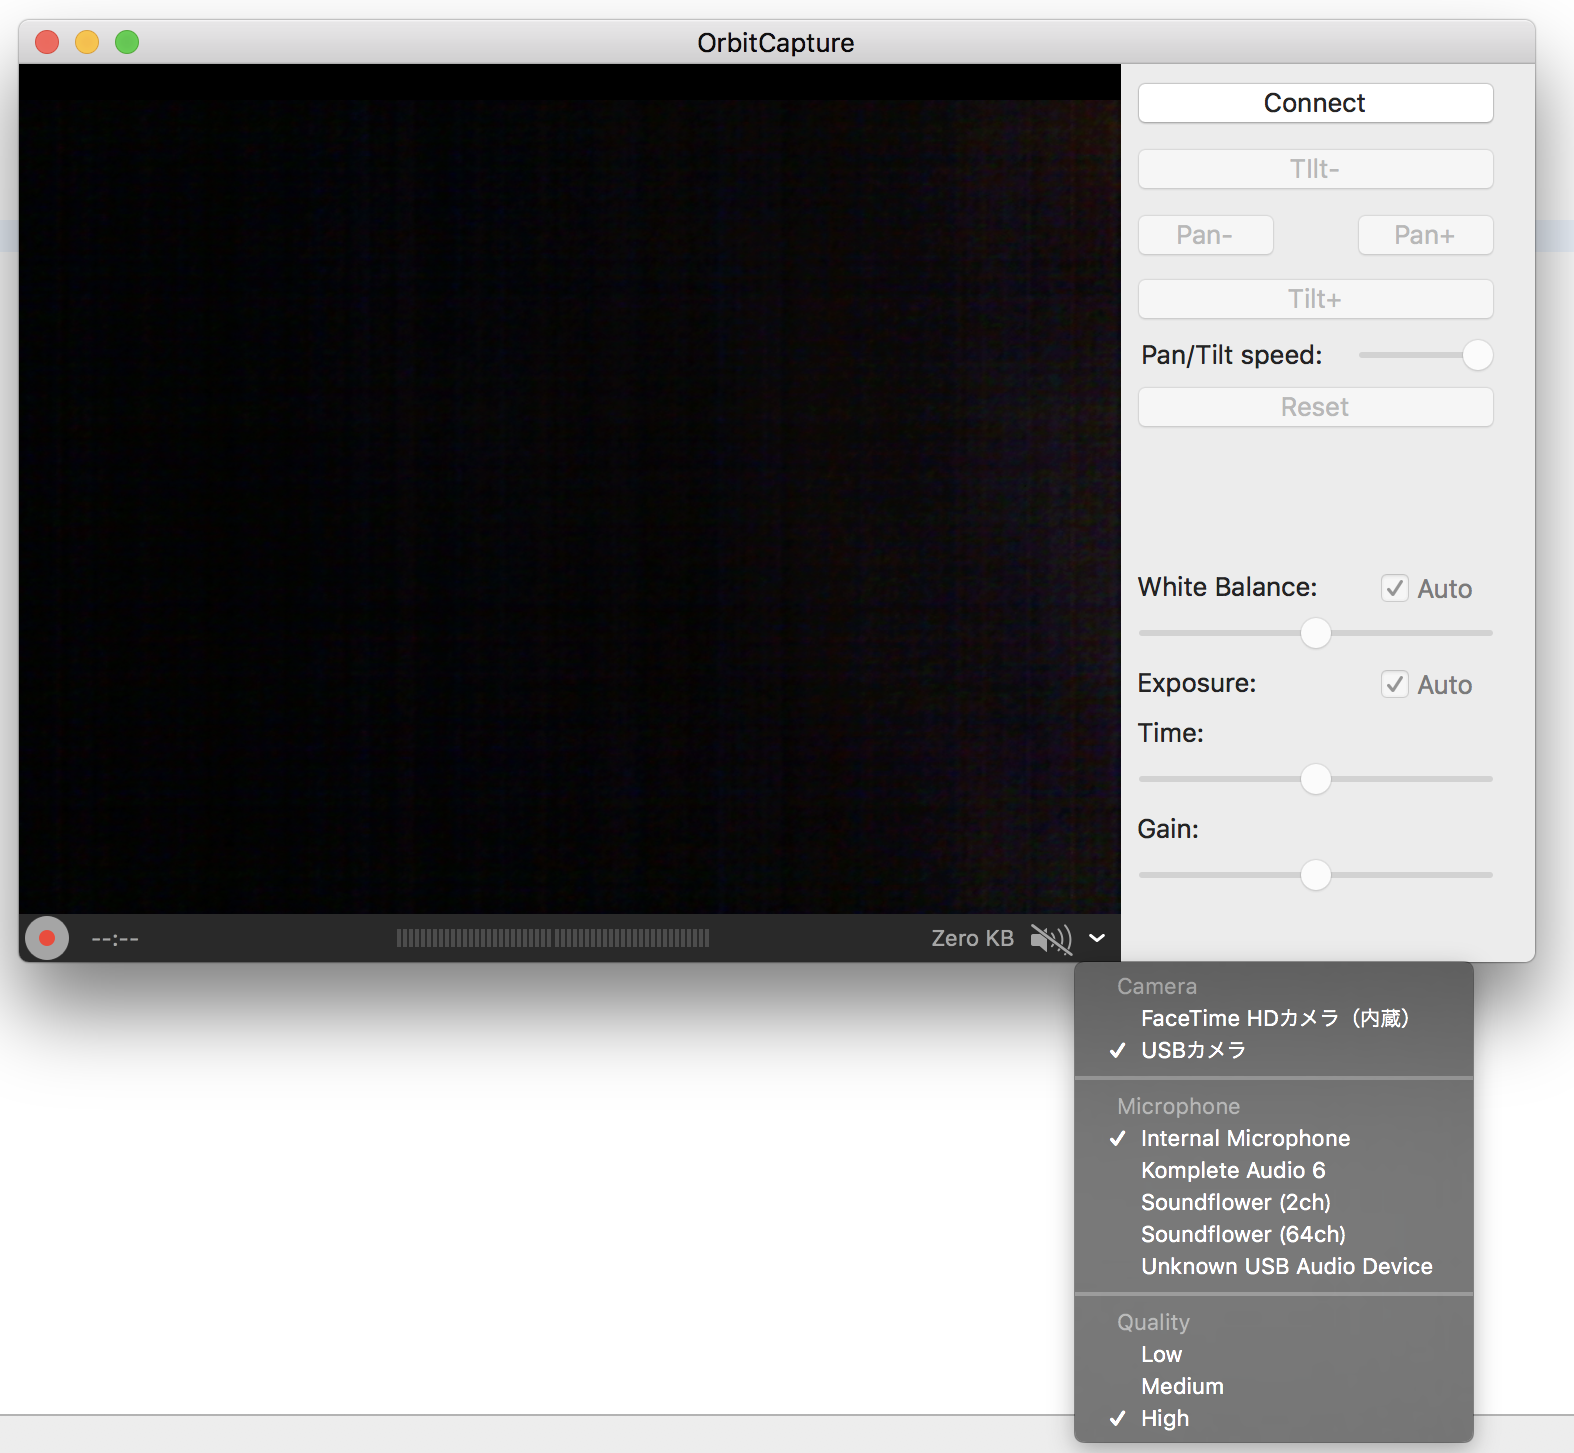 OrbitCapture
Connect
TIlt-
Pan- Pan+
Tilt+
Pan/Tilt speed:
Reset
White Balance: Auto
Exposure: Auto
Time:
Gain:
--:-- Zero KB
Camera
FaceTime HDカメラ（内蔵）
USBカメラ
Microphone
Internal Microphone
Komplete Audio 6
Soundflower (2ch)
Soundflower (64ch)
Unknown USB Audio Device
Quality
Low
Medium
High